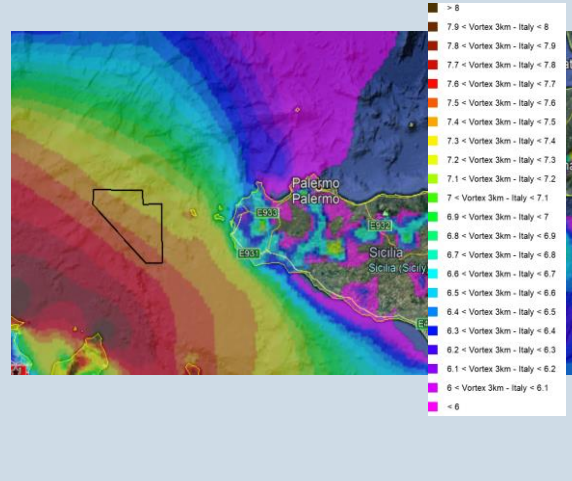 > 8
7.9 < Vortex 3km - Italy < 8
7.8 < Vortex 3km - Italy < 7.9
7.7 < Vortex 3km - Italy < 7.8
7.6 < Vortex 3km - Italy < 7.7
7.5 < Vortex 3km - Italy < 7.6
7.4 < Vortex 3km - Italy < 7.5
7.3 < Vortex 3km - Italy < 7.4
7.2 < Vortex 3km - Italy < 7.3
7.1 < Vortex 3km - Italy < 7.2
7 < Vortex 3km - Italy < 7.1
6.9 < Vortex 3km - Italy < 7
6.8 < Vortex 3km - Italy < 6.9
6.7 < Vortex 3km - Italy < 6.8
6.6 < Vortex 3km - Italy < 6.7
6.5 < Vortex 3km - Italy < 6.6
6.4 < Vortex 3km - Italy < 6.5
6.3 < Vortex 3km - Italy < 6.4
6.2 < Vortex 3km - Italy < 6.3
6.1 < Vortex 3km - Italy < 6.2
6 < Vortex 3km - Italy < 6.1
< 6
Palermo
Palermo
E933
E932
E931
Sicilia
Sicilia (Sicily